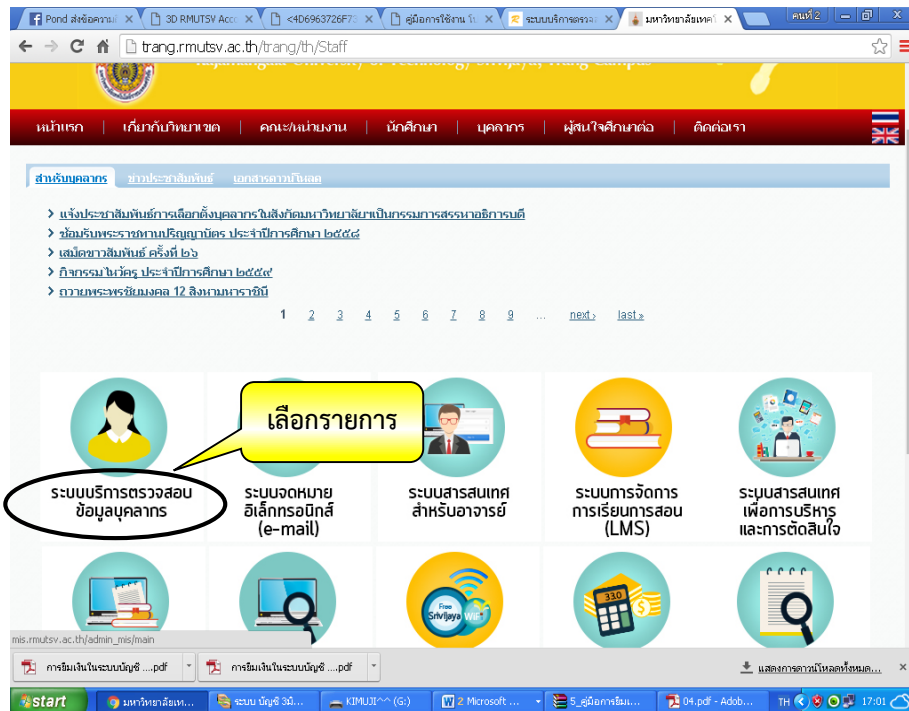 Pond ส่งข้อความถึ
3D RMUTSV Acc
<4D6963726F73
คู่มือการใช้งาน โป
ระบบบริการตรวจส
มหาวิทยาลัยเทคโ
คนที่ 2
trang.rmutsv.ac.th/trang/th/Staff
Rajamangala University of Technology Srivijaya, Trang Campus
หน้าแรก | เกี่ยวกับวิทยาเขต | คณะ/หน่วยงาน | นักศึกษา | บุคลากร | ผู้สนใจศึกษาต่อ | ติดต่อเรา
สำหรับบุคลากร ข่าวประชาสัมพันธ์ เอกสารดาวน์โหลด
แจ้งประชาสัมพันธ์การเลือกตั้งบุคลากรในสังกัดมหาวิทยาลัยฯเป็นกรรมการสรรหาอธิการบดี
ซ้อมรับพระราชทานปริญญาบัตร ประจำปีการศึกษา ๒๕๕๘
เสม็ดขาวสัมพันธ์ ครั้งที่ ๒๖
กิจกรรมไหว้ครู ประจำปีการศึกษา ๒๕๕๙
ถวายพระพรชัยมงคล 12 สิงหามหาราชินี
1 2 3 4 5 6 7 8 9 ... next › last »
เลือกรายการ
ระบบบริการตรวจสอบ
ข้อมูลบุคลากร
ระบบจดหมาย
อิเล็กทรอนิกส์
(e-mail)
ระบบสารสนเทศ
สำหรับอาจารย์
ระบบการจัดการ
การเรียนการสอน
(LMS)
ระบบสารสนเทศ
เพื่อการบริหาร
และการตัดสินใจ
Free
Srivijaya WiFi
330
mis.rmutsv.ac.th/admin_mis/main
การยืมเงินในระบบบัญชี ....pdf
การยืมเงินในระบบบัญชี ....pdf
แสดงการดาวน์โหลดทั้งหมด...
start
มหาวิทยาลัยเท...
ระบบ บัญชี 3มิ...
KIMUJI^^ (G:)
2 Microsoft ...
5_คู่มือการยืมเ...
04.pdf - Adob...
TH
17:01